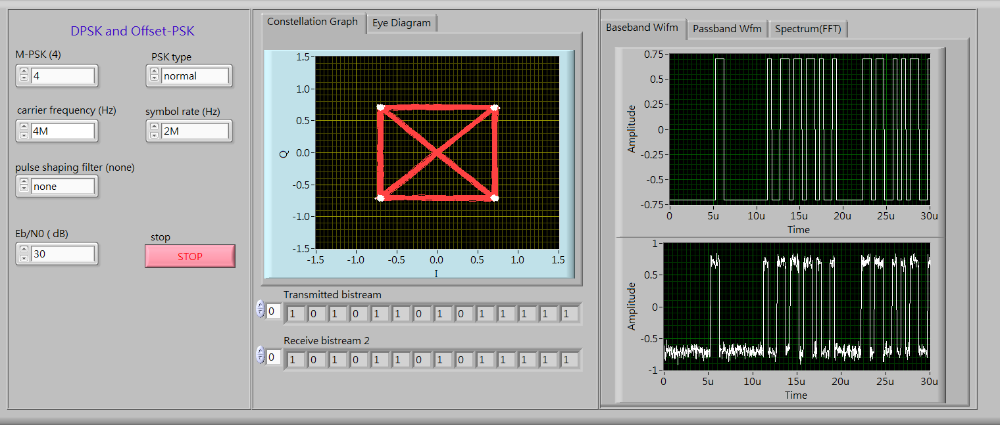 DPSK and Offset-PSK
M-PSK (4)
PSK type
4
normal
carrier frequency (Hz)
symbol rate (Hz)
4M
2M
pulse shaping filter (none)
none
Eb/N0 ( dB)
stop
30
STOP
Constellation Graph
Eye Diagram
1.5
1.0
0.5
0.0
-0.5
-1.0
-1.5
Q
-1.5 -1.0 -0.5 0.0 0.5 1.0 1.5
I
Transmitted bistream
0 1 0 1 0 1 1 0 1 0 1 1 1 1 1
Receive bistream 2
0 1 0 1 0 1 1 0 1 0 1 1 1 1 1
Baseband Wifm
Passband Wfm
Spectrum(FFT)
0.75
0.5
0.25
0
-0.25
-0.5
-0.75
Amplitude
0 5u 10u 15u 20u 25u 30u
Time
1
0.5
0
-0.5
-1
Amplitude
0 5u 10u 15u 20u 25u 30u
Time